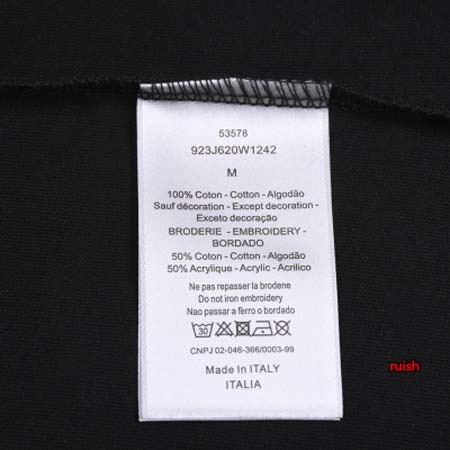 53578
923J620W1242
M
100% Coton - Cotton - Algodão
Sauf décoration - Except decoration -
Exceto decoração
BRODERIE - EMBROIDERY -
BORDADO
50% Coton - Cotton - Algodão
50% Acrylique - Acrylic - Acrilico
Ne pas repasser la brodene
Do not iron embroidery
Nao passar a ferro o bordado
30
CNPJ 02-046-366/0003-99
Made In ITALY
ITALIA
ruish